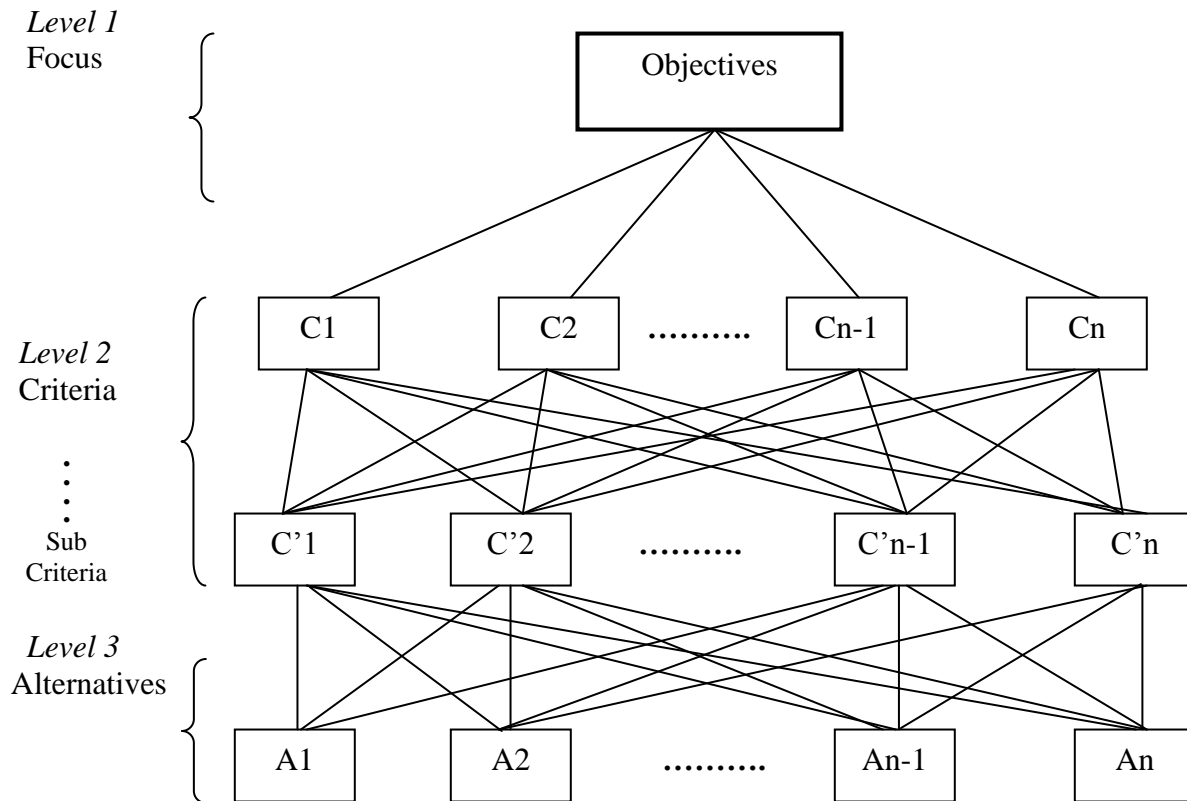 Level 1
Focus
Objectives
C1 C2 .......... Cn-1 Cn
Level 2
Criteria
Sub
Criteria
C’1 C’2 .......... C’n-1 C’n
Level 3
Alternatives
A1 A2 .......... An-1 An